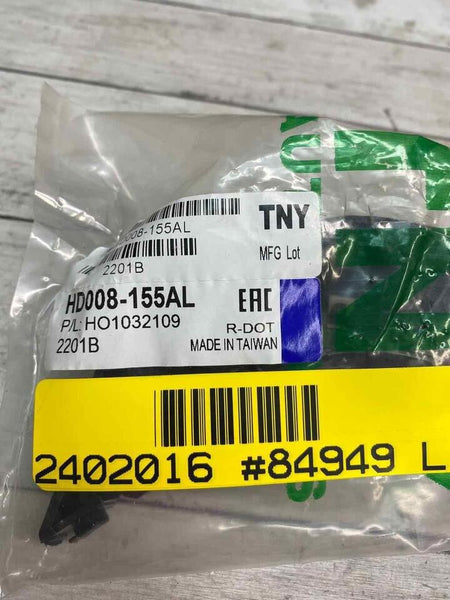 TNY
008-155AL
MFG Lot
2201B
HD008-155AL
EAC
P/L: HO1032109
R-DOT
2201B
MADE IN TAIWAN
2402016 #84949 L